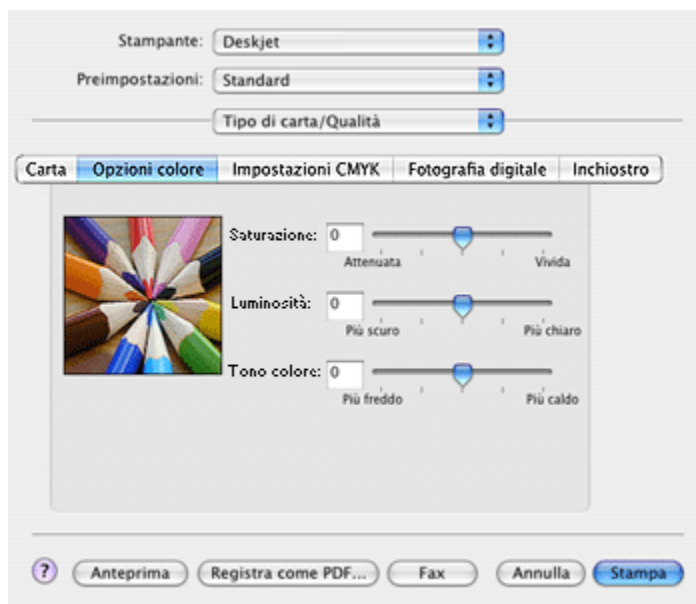 Stampante: Deskjet
Preimpostazioni: Standard
Tipo di carta/Qualità
Carta Opzioni colore Impostazioni CMYK Fotografia digitale Inchiostro
Saturazione: 0
Attenuata Vivida
Luminosità: 0
Più scuro Più chiaro
Tono colore: 0
Più freddo Più caldo
? Anteprima Registra come PDF... Fax Annulla Stampa